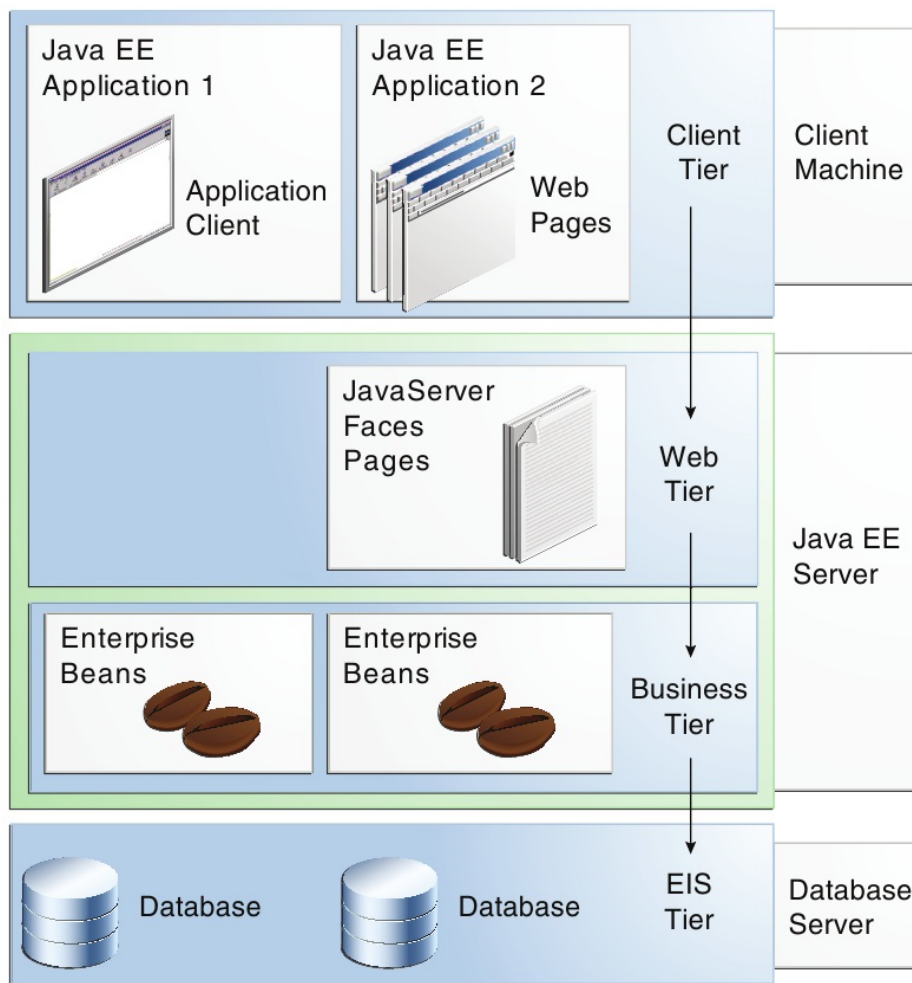 Java EE
Application 1
Application
Client
Java EE
Application 2
Web
Pages
Client
Tier
Client
Machine
JavaServer
Faces
Pages
Web
Tier
Java EE
Server
Enterprise
Beans
Enterprise
Beans
Business
Tier
Database
Database
EIS
Tier
Database
Server